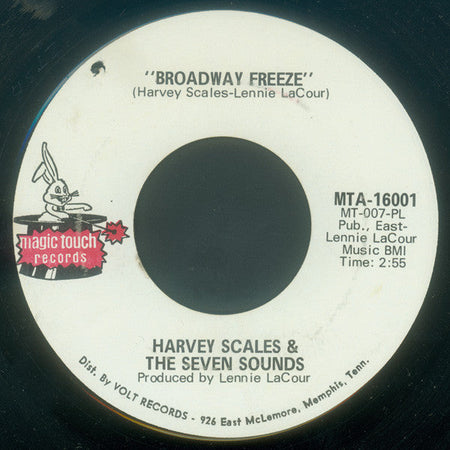 "BROADWAY FREEZE"
(Harvey Scales-Lennie LaCour)
magic touch
records
MTA-16001
MT-007-PL
Pub., East-
Lennie LaCour
Music BMI
Time: 2:55
HARVEY SCALES &
THE SEVEN SOUNDS
Produced by Lennie LaCour
Dist. By VOLT RECORDS - 926 East McLemore, Memphis, Tenn.